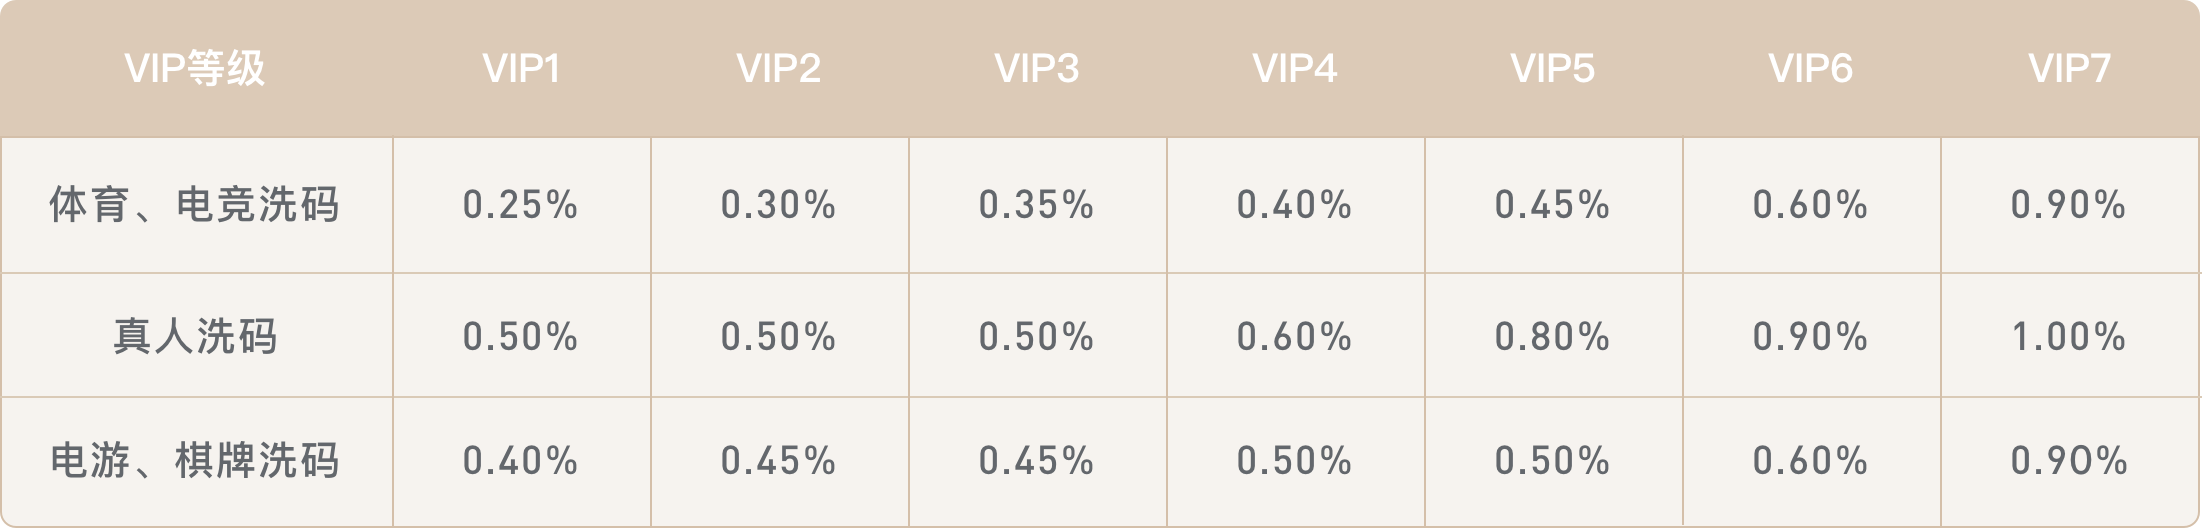 VIP等级 VIP1 VIP2 VIP3 VIP4 VIP5 VIP6 VIP7
体育、电竞洗码 0.25% 0.30% 0.35% 0.40% 0.45% 0.60% 0.90%
真人洗码 0.50% 0.50% 0.50% 0.60% 0.80% 0.90% 1.00%
电游、棋牌洗码 0.40% 0.45% 0.45% 0.50% 0.50% 0.60% 0.90%